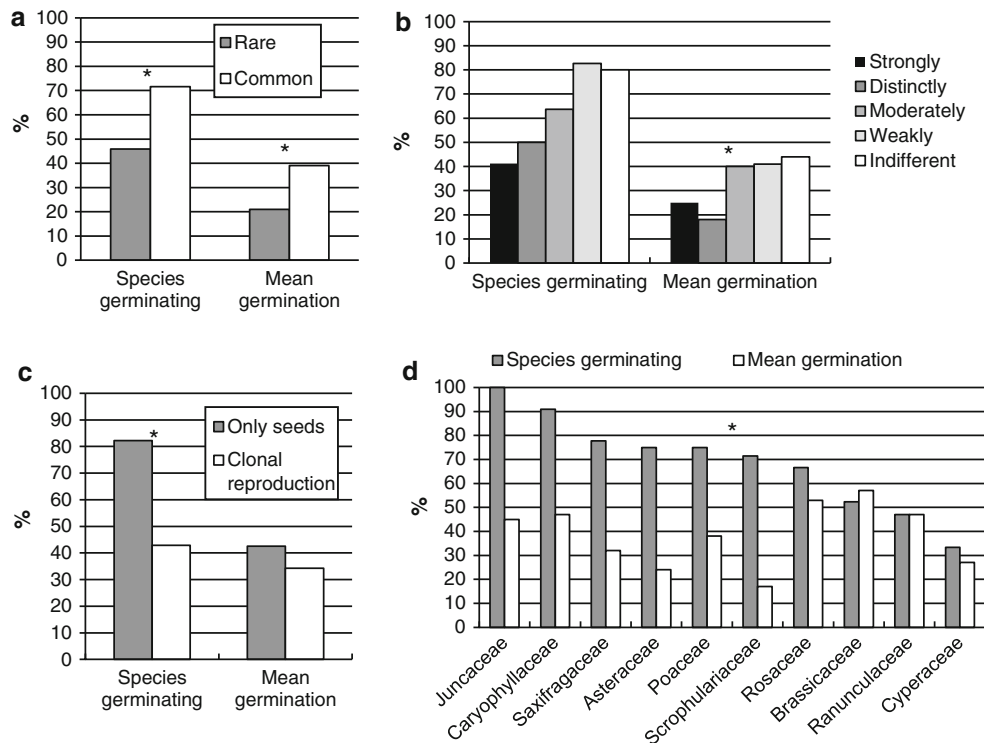 a
100
90
80
70
60
50
40
30
20
10
0
%
Rare
Common
*
*
Species
germinating
Mean
germination
b
100
90
80
70
60
50
40
30
20
10
0
%
*
Strongly
Distinctly
Moderately
Weakly
Indifferent
Species germinating
Mean germination
c
100
90
80
70
60
50
40
30
20
10
0
%
Only seeds
Clonal
reproduction
*
Species
germinating
Mean
germination
d
Species germinating
Mean germination
100
90
80
70
60
50
40
30
20
10
0
%
*
Juncaceae
Caryophyllaceae
Saxifragaceae
Asteraceae
Poaceae
Scrophulariaceae
Rosaceae
Brassicaceae
Ranunculaceae
Cyperaceae